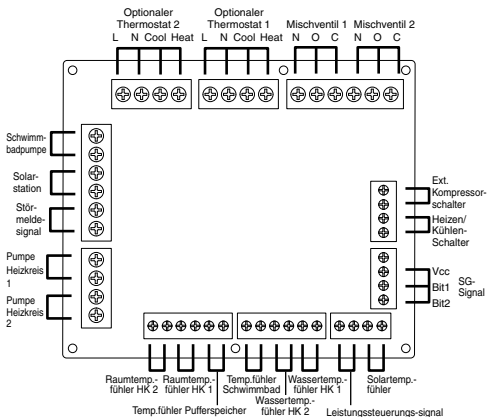 Optionaler Thermostat 2
Optionaler Thermostat 1
Mischventil 1 Mischventil 2
L N Cool Heat
L N Cool Heat
N O C
N O C
Schwimm-
badpumpe
Solar-
station
Stör-
melde-
signal
Pumpe
Heizkreis
1
Pumpe
Heizkreis
2
Ext.
Kompressor-
schalter
Heizen/
Kühlen-
Schalter
Vcc
Bit1
Bit2
SG-
Signal
Raumtemp.-
fühler HK 2
Raumtemp.-
fühler HK 1
Temp.fühler Pufferspeicher
Temp.fühler
Schwimmbad
Wassertemp.-
fühler HK 2
Wassertemp.-
fühler HK 1
Leistungssteuerungs-signal
Solartemp.-
fühler